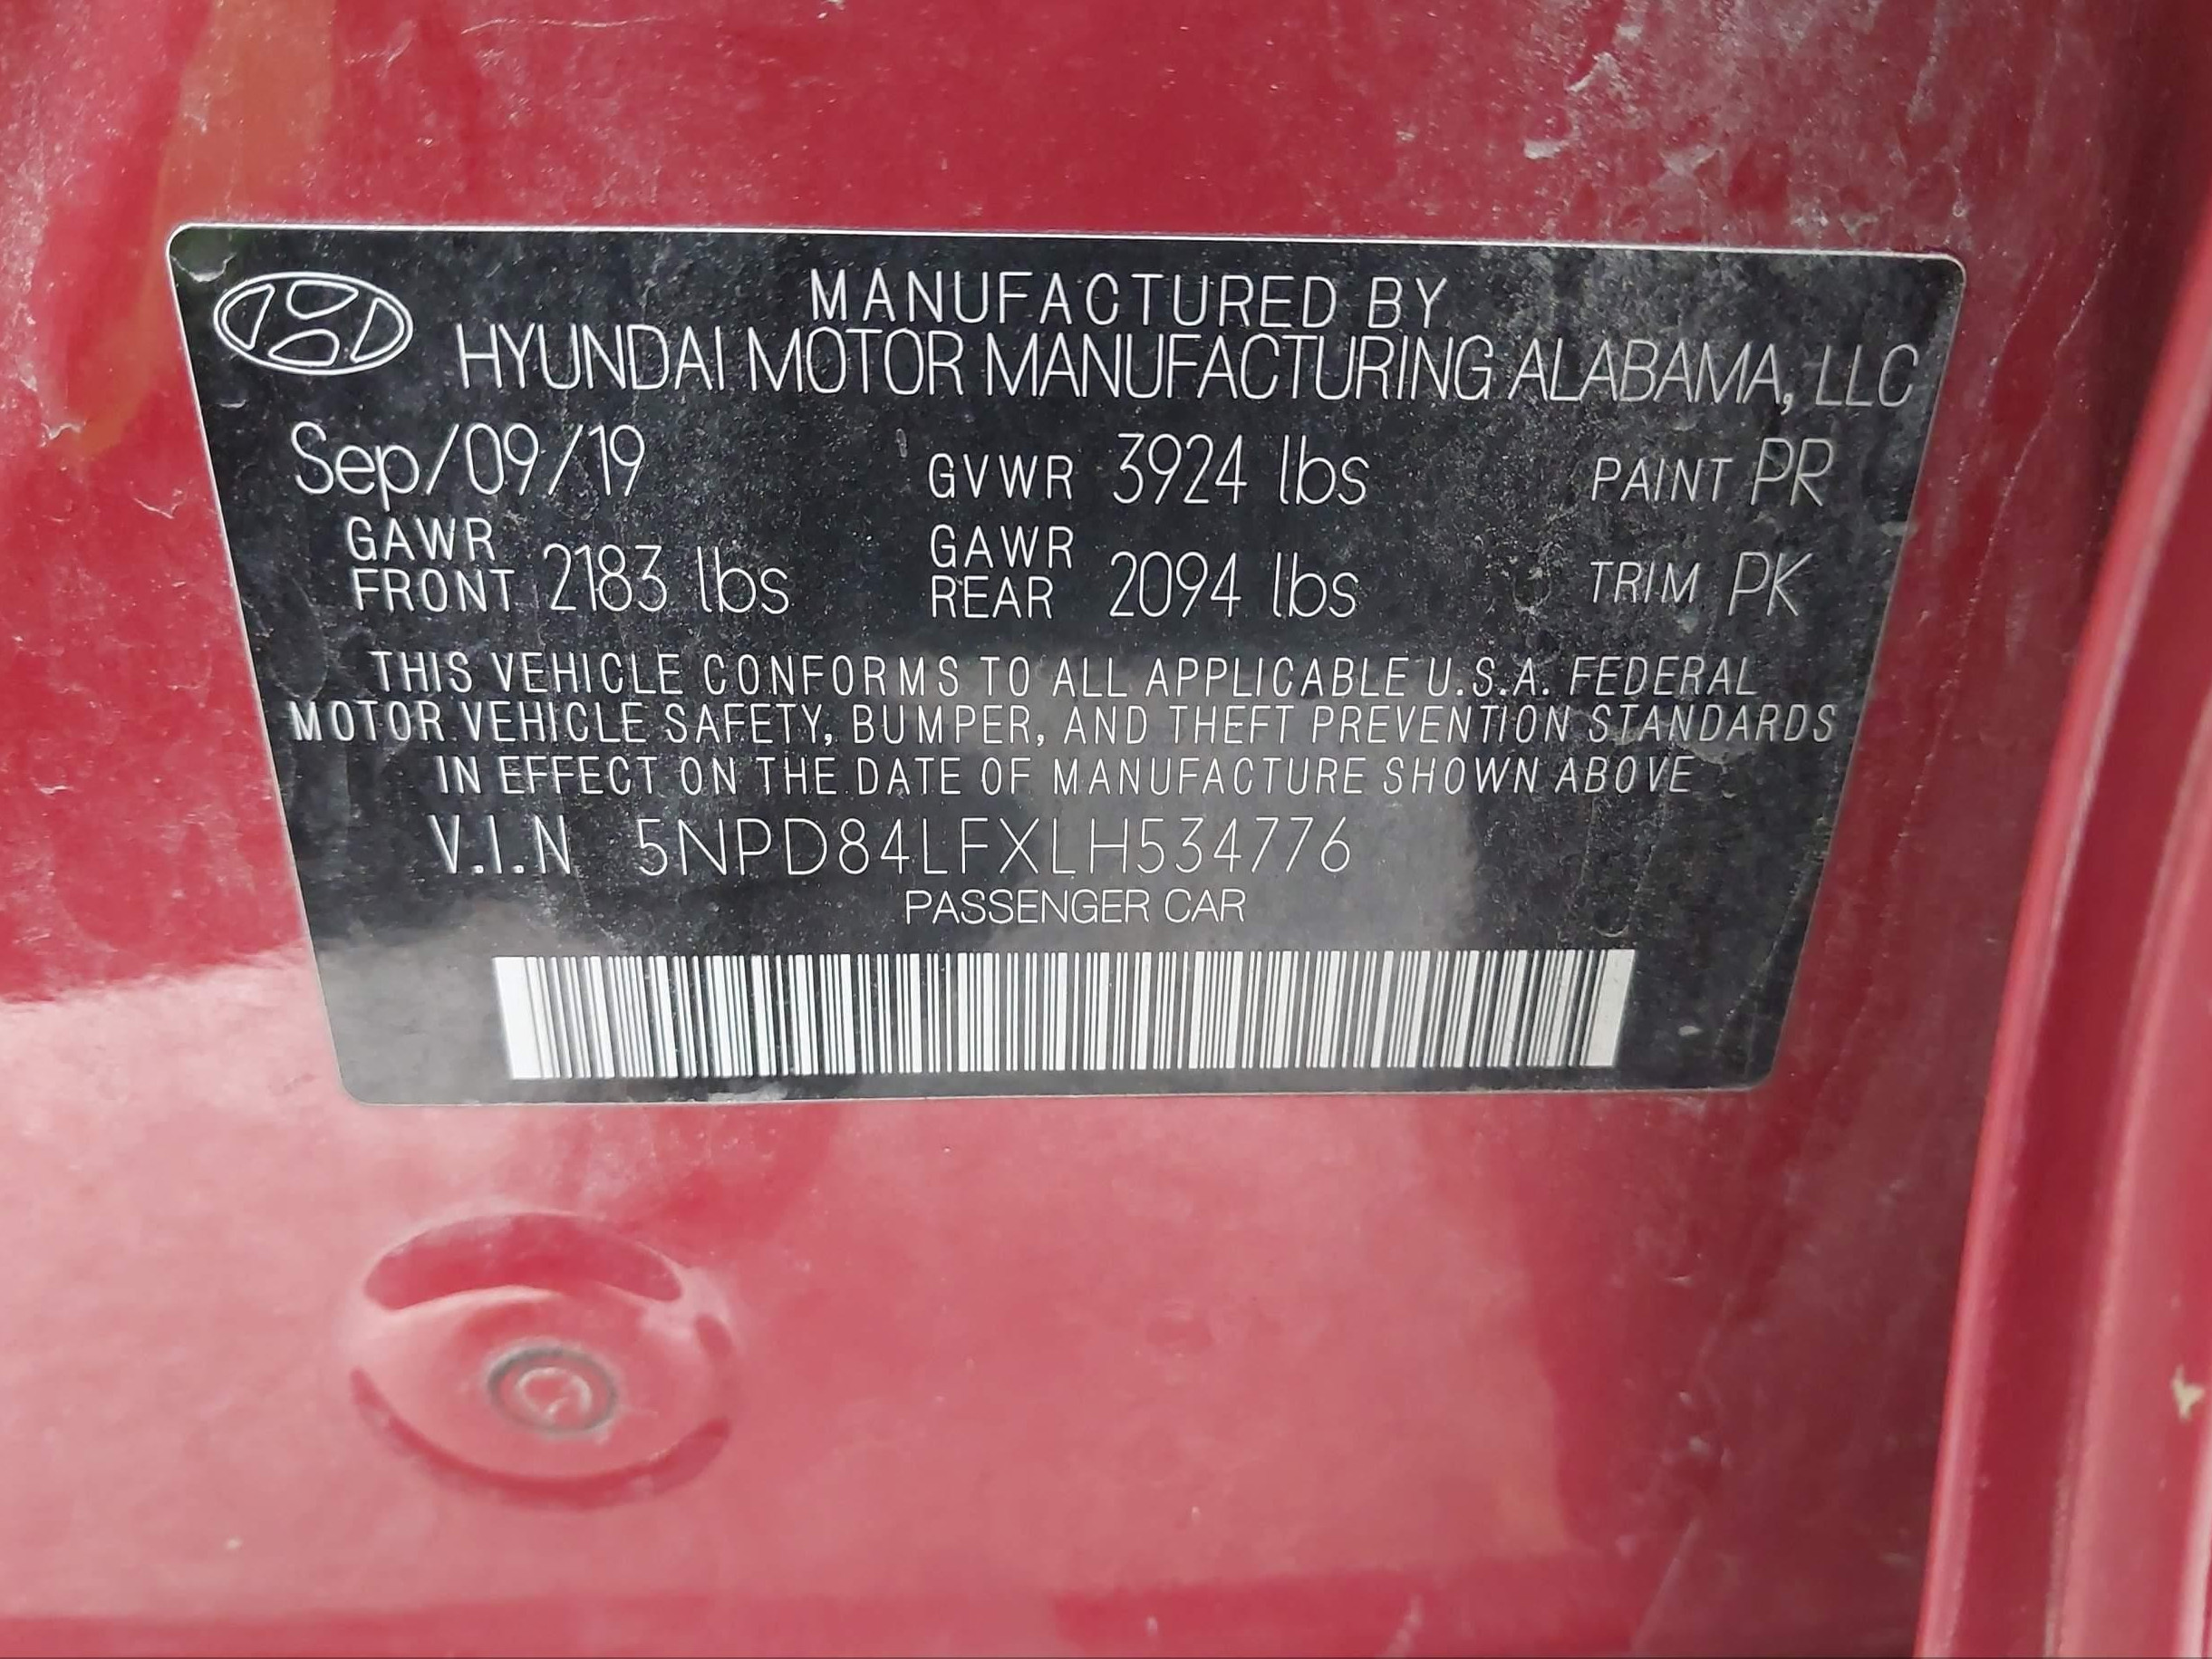 MANUFACTURED BY
HYUNDAI MOTOR MANUFACTURING ALABAMA, LLC
Sep/09/19 GVWR 3924 lbs PAINT PR
GAWR FRONT 2183 lbs GAWR REAR 2094 lbs TRIM PK
THIS VEHICLE CONFORMS TO ALL APPLICABLE U.S.A. FEDERAL
MOTOR VEHICLE SAFETY, BUMPER, AND THEFT PREVENTION STANDARDS
IN EFFECT ON THE DATE OF MANUFACTURE SHOWN ABOVE
V.I.N 5NPD84LFXLH534776
PASSENGER CAR